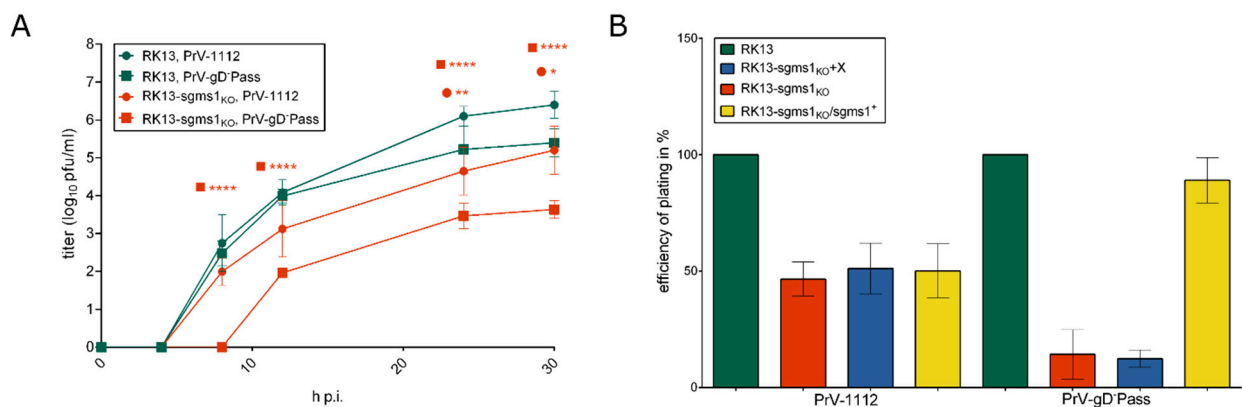 A
titer (log10 pfu/ml)
8
7
6
5
4
3
2
1
0
RK13, PrV-1112
RK13, PrV-gD-Pass
RK13-sgms1KO, PrV-1112
RK13-sgms1KO, PrV-gD-Pass
****
****
****
**
****
*
0
10
20
30
h p.i.
B
efficiency of plating in %
150
100
50
0
RK13
RK13-sgms1KO+X
RK13-sgms1KO
RK13-sgms1KO/sgms1+
PrV-1112
PrV-gD-Pass